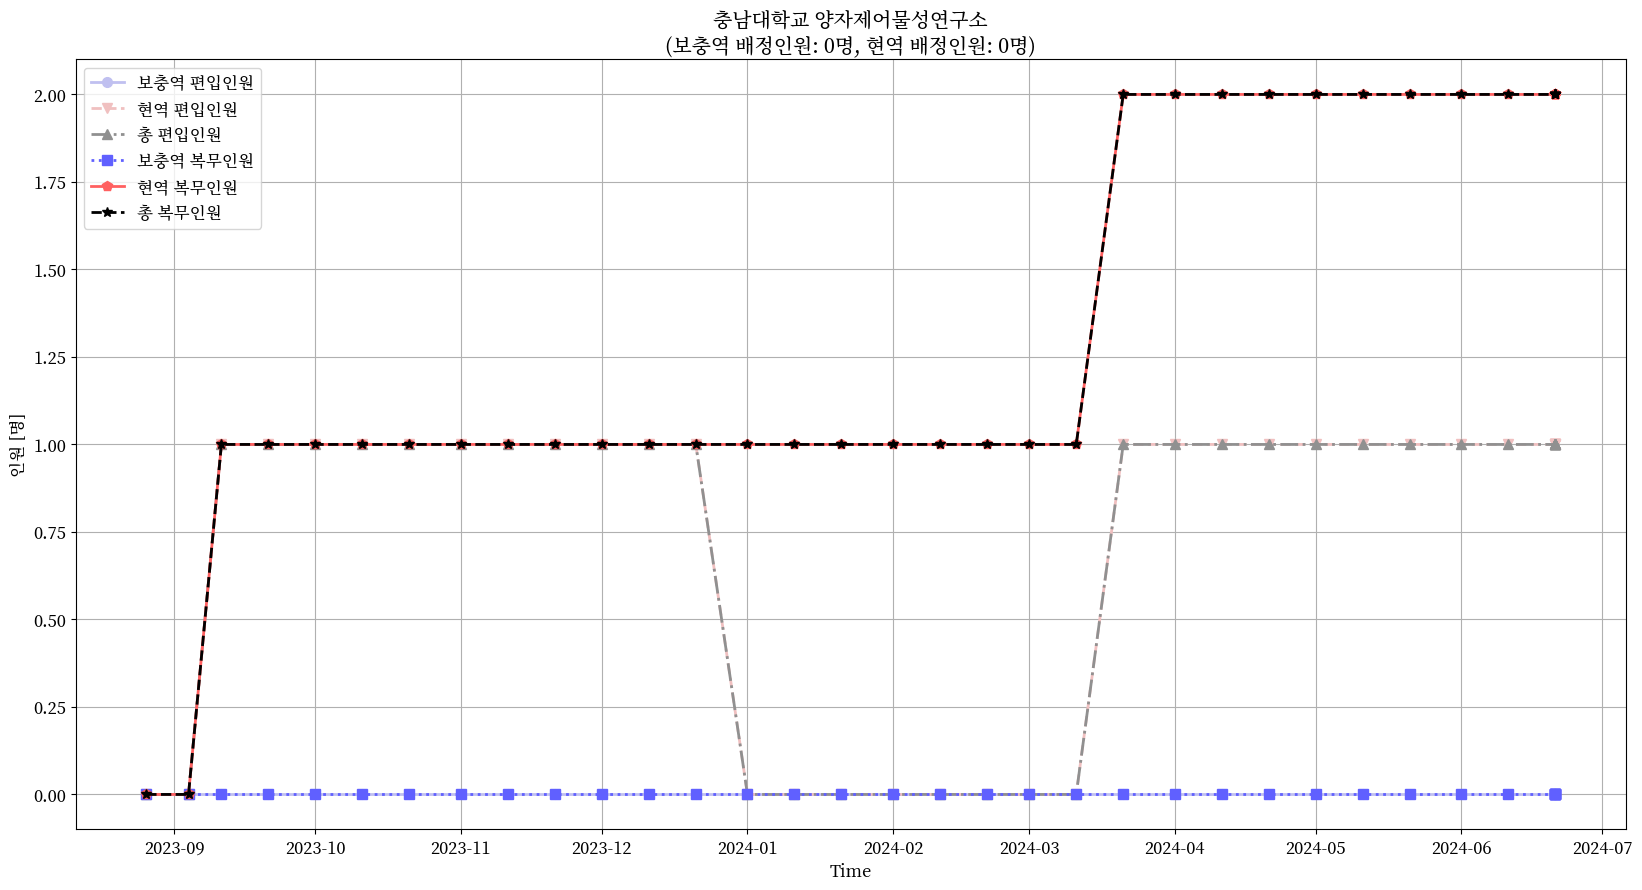 충남대학교 양자제어물성연구소
(보충역 배정인원: 0명, 현역 배정인원: 0명)
보충역 편입인원
현역 편입인원
총 편입인원
보충역 복무인원
현역 복무인원
총 복무인원
2.00
1.75
1.50
1.25
1.00
0.75
0.50
0.25
0.00
인원 [명]
2023-09 2023-10 2023-11 2023-12 2024-01 2024-02 2024-03 2024-04 2024-05 2024-06 2024-07
Time